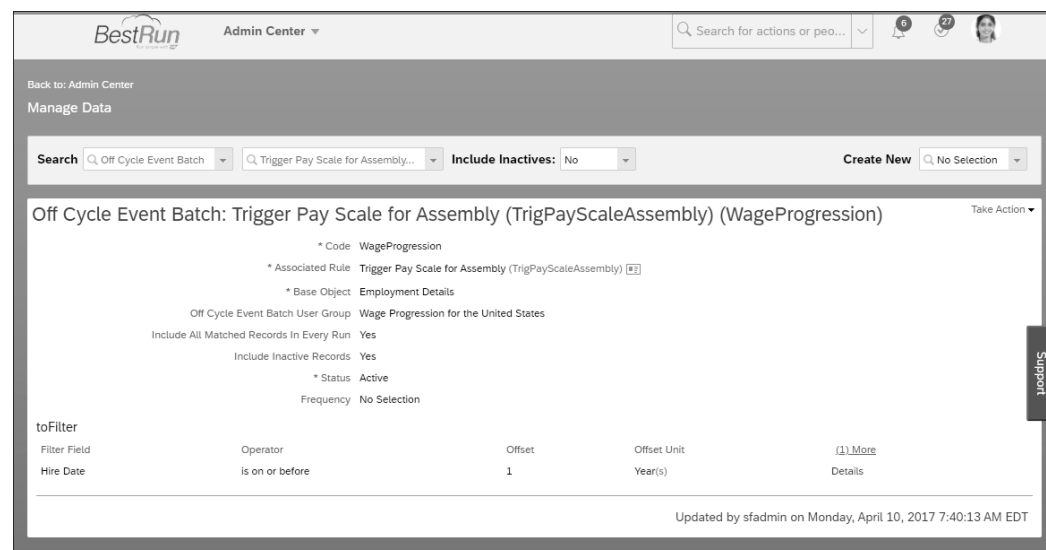 BestRun
Admin Center
Search for actions or peo...
6
27
Back to: Admin Center
Manage Data
Search
Off Cycle Event Batch
Trigger Pay Scale for Assembly...
Include Inactives:
No
Create New
No Selection
Off Cycle Event Batch: Trigger Pay Scale for Assembly (TrigPayScaleAssembly) (WageProgression)
Take Action
* Code WageProgression
* Associated Rule Trigger Pay Scale for Assembly (TrigPayScaleAssembly)
* Base Object Employment Details
Off Cycle Event Batch User Group Wage Progression for the United States
Include All Matched Records In Every Run Yes
Include Inactive Records Yes
* Status Active
Frequency No Selection
Support
toFilter
Filter Field Operator Offset Offset Unit (1) More
Hire Date is on or before 1 Year(s) Details
Updated by sfadmin on Monday, April 10, 2017 7:40:13 AM EDT